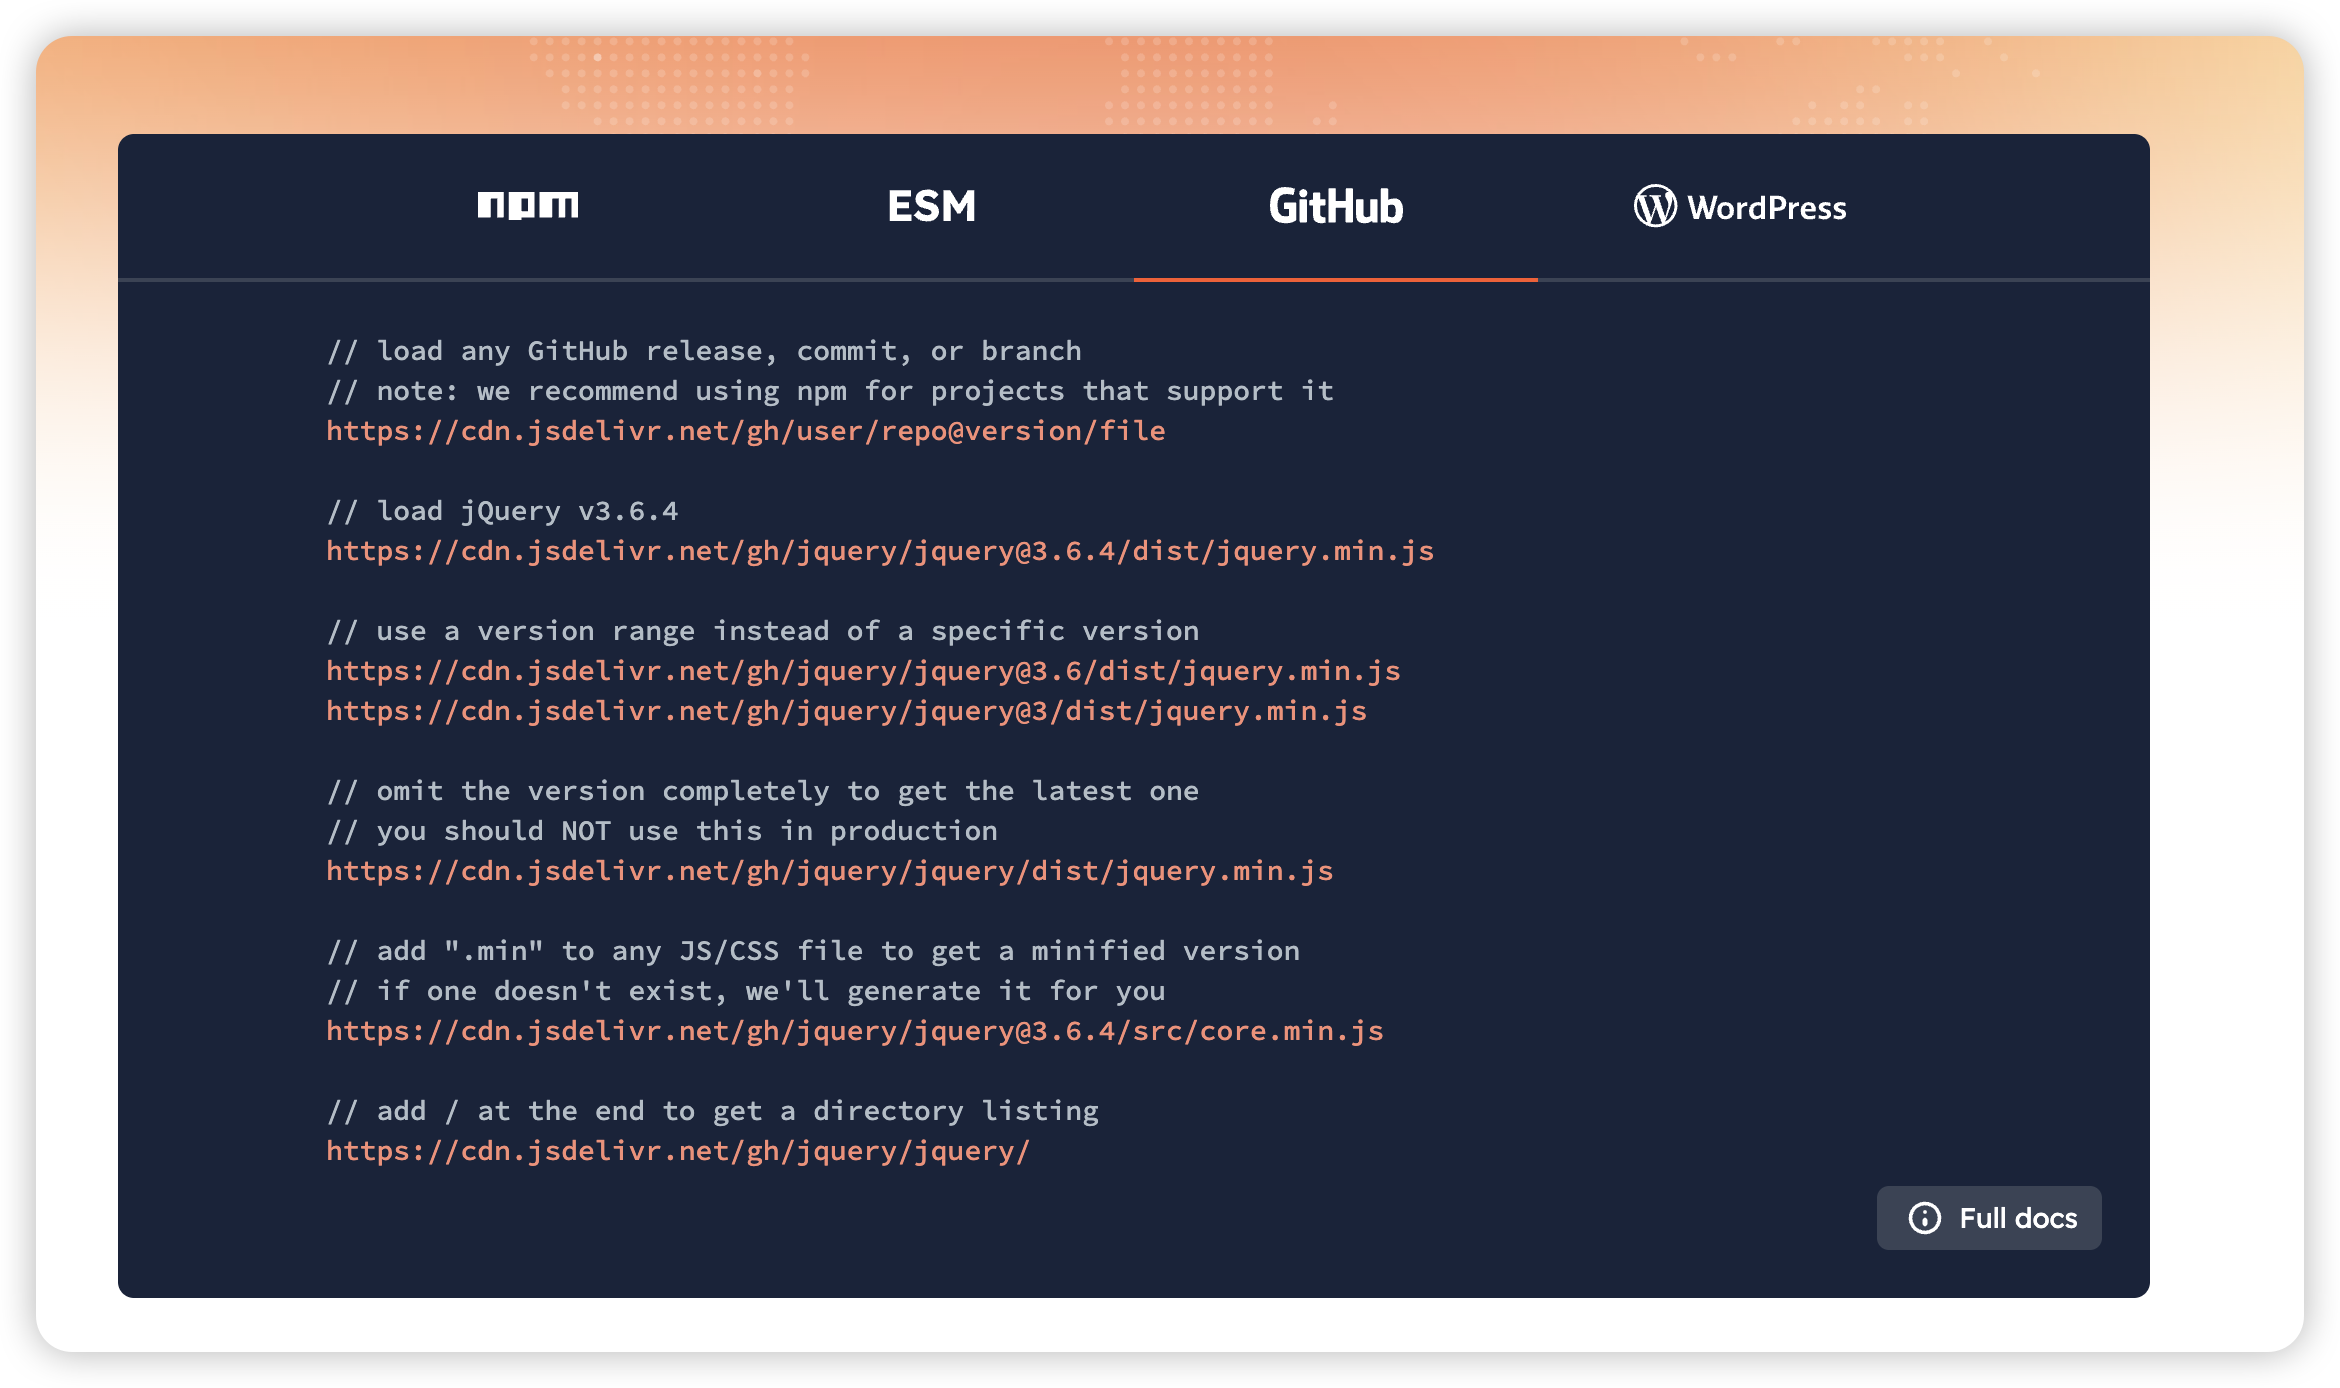 npm
ESM
GitHub
WordPress
// load any GitHub release, commit, or branch
// note: we recommend using npm for projects that support it
https://cdn.jsdelivr.net/gh/user/repo@version/file
// load jQuery v3.6.4
https://cdn.jsdelivr.net/gh/jquery/jquery@3.6.4/dist/jquery.min.js
// use a version range instead of a specific version
https://cdn.jsdelivr.net/gh/jquery/jquery@3.6/dist/jquery.min.js
https://cdn.jsdelivr.net/gh/jquery/jquery@3/dist/jquery.min.js
// omit the version completely to get the latest one
// you should NOT use this in production
https://cdn.jsdelivr.net/gh/jquery/jquery/dist/jquery.min.js
// add ".min" to any JS/CSS file to get a minified version
// if one doesn't exist, we'll generate it for you
https://cdn.jsdelivr.net/gh/jquery/jquery@3.6.4/src/core.min.js
// add / at the end to get a directory listing
https://cdn.jsdelivr.net/gh/jquery/jquery/
Full docs